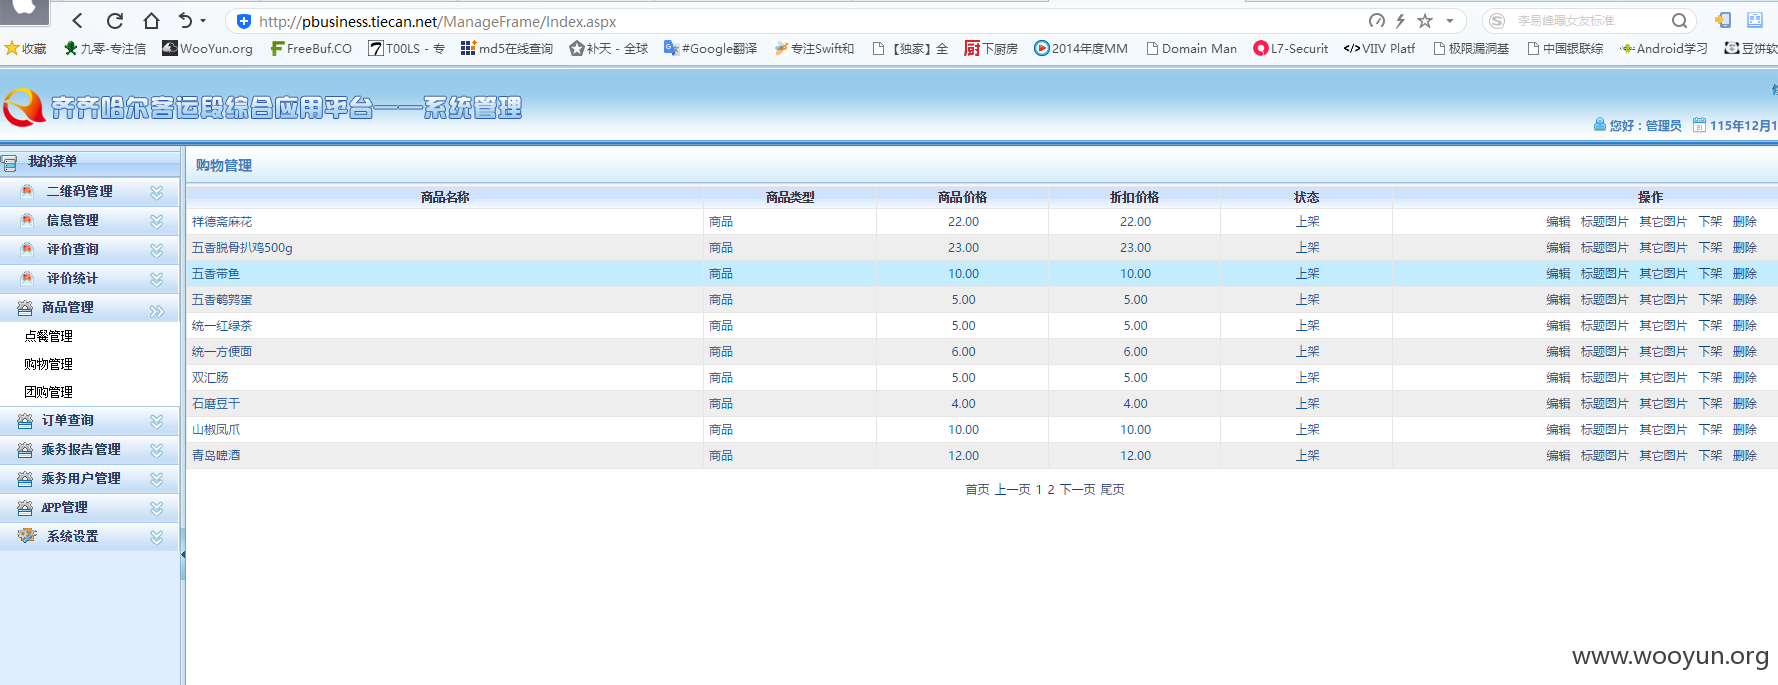 http://pbusiness.tiecan.net/ManageFrame/Index.aspx
李易峰曝女友标准
收藏 九零-专注信 WooYun.org FreeBuf.CO T00LS - 专 md5在线查询 补天 - 全球 #Google翻译 专注Swift和 【独家】全 下厨房 2014年度MM Domain Man L7-Securit VIIV Platf 极限漏洞基 中国银联综 Android学习 豆饼软
齐齐哈尔客运段综合应用平台——系统管理
您好：管理员 115年12月1
我的菜单
二维码管理
信息管理
评价查询
评价统计
商品管理
点餐管理
购物管理
团购管理
订单查询
乘务报告管理
乘务用户管理
APP管理
系统设置
购物管理
商品名称 商品类型 商品价格 折扣价格 状态 操作
祥德斋麻花 商品 22.00 22.00 上架 编辑 标题图片 其它图片 下架 删除
五香脱骨扒鸡500g 商品 23.00 23.00 上架 编辑 标题图片 其它图片 下架 删除
五香带鱼 商品 10.00 10.00 上架 编辑 标题图片 其它图片 下架 删除
五香鹌鹑蛋 商品 5.00 5.00 上架 编辑 标题图片 其它图片 下架 删除
统一红绿茶 商品 5.00 5.00 上架 编辑 标题图片 其它图片 下架 删除
统一方便面 商品 6.00 6.00 上架 编辑 标题图片 其它图片 下架 删除
双汇肠 商品 5.00 5.00 上架 编辑 标题图片 其它图片 下架 删除
石磨豆干 商品 4.00 4.00 上架 编辑 标题图片 其它图片 下架 删除
山椒凤爪 商品 10.00 10.00 上架 编辑 标题图片 其它图片 下架 删除
青岛啤酒 商品 12.00 12.00 上架 编辑 标题图片 其它图片 下架 删除
首页 上一页 1 2 下一页 尾页
www.wooyun.org